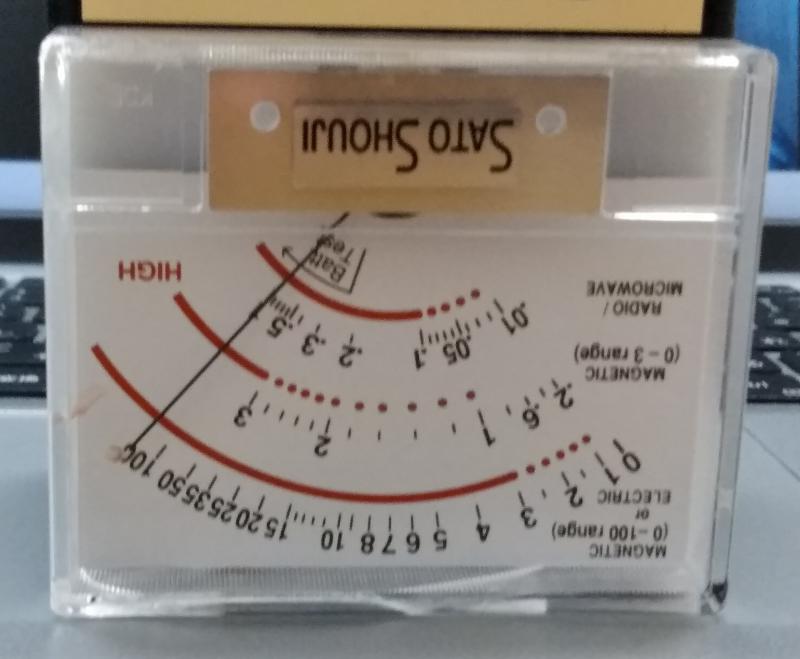 MAGNETIC
(0 – 100 range)
or
ELECTRIC
0 1 2 3 4 5 6 7 8 10 15 20 25 35 50 100
MAGNETIC
(0 – 3 range)
.2 .6 1 2 3
RADIO /
MICROWAVE
.01 .05 .1 .2 .3 .5
HIGH
Batt
Test
SATO SHOUJI